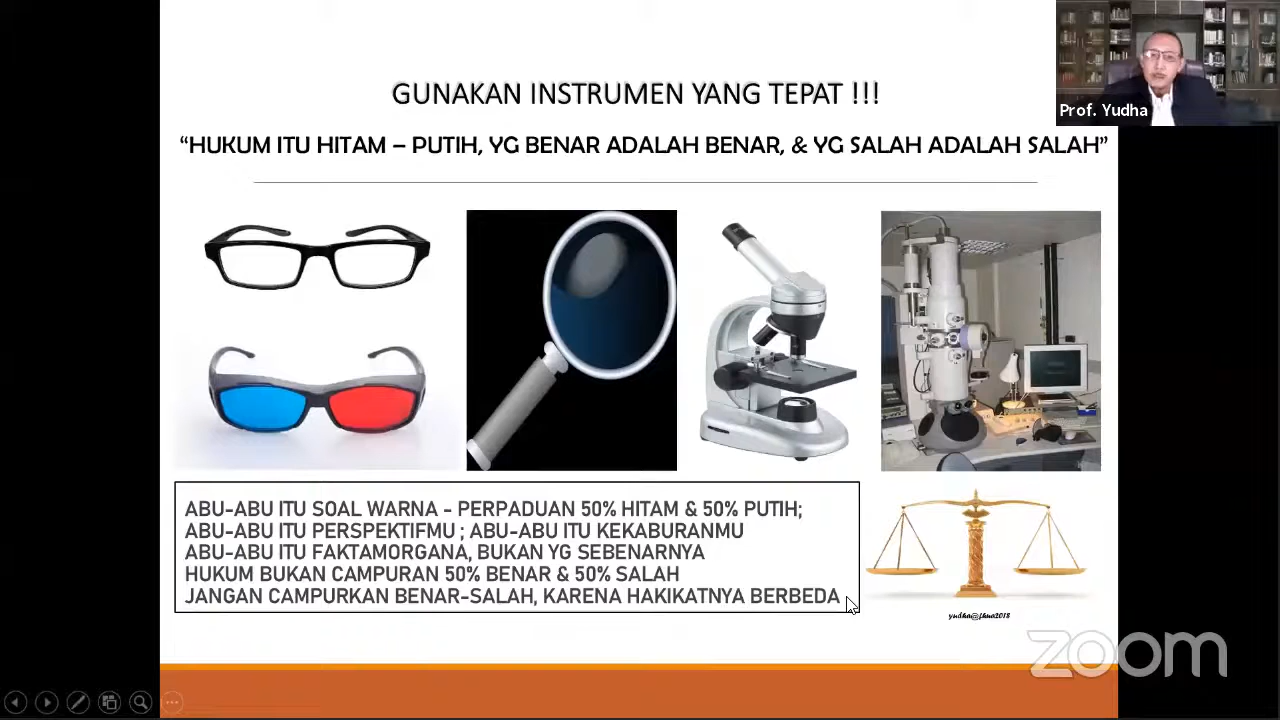 Prof. Yudha
GUNAKAN INSTRUMEN YANG TEPAT !!!
“HUKUM ITU HITAM – PUTIH, YG BENAR ADALAH BENAR, & YG SALAH ADALAH SALAH”
ABU-ABU ITU SOAL WARNA - PERPADUAN 50% HITAM & 50% PUTIH;
ABU-ABU ITU PERSPEKTIFMU ; ABU-ABU ITU KEKABURANMU
ABU-ABU ITU FAKTAMORGANA, BUKAN YG SEBENARNYA
HUKUM BUKAN CAMPURAN 50% BENAR & 50% SALAH
JANGAN CAMPURKAN BENAR-SALAH, KARENA HAKIKATNYA BERBEDA
yudha@fhua2018
zoom